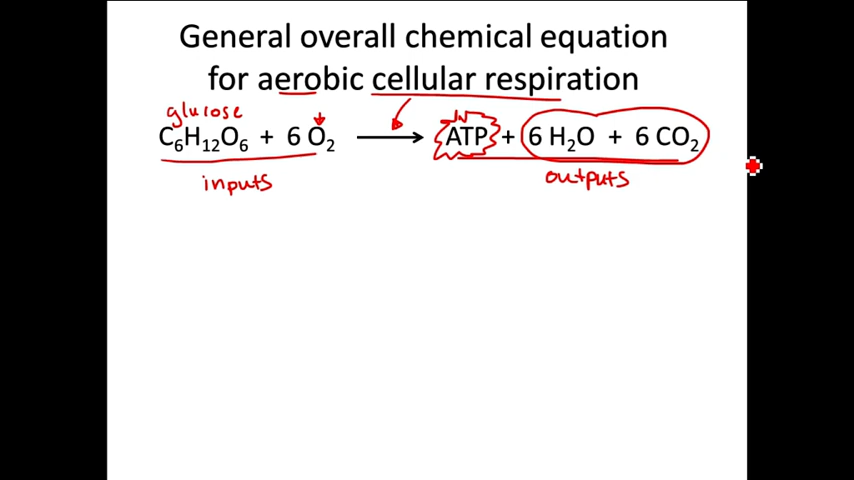 General overall chemical equation
for aerobic cellular respiration
glucose
C₆H₁₂O₆ + 6 O₂ ⟶ ATP + 6 H₂O + 6 CO₂
inputs outputs